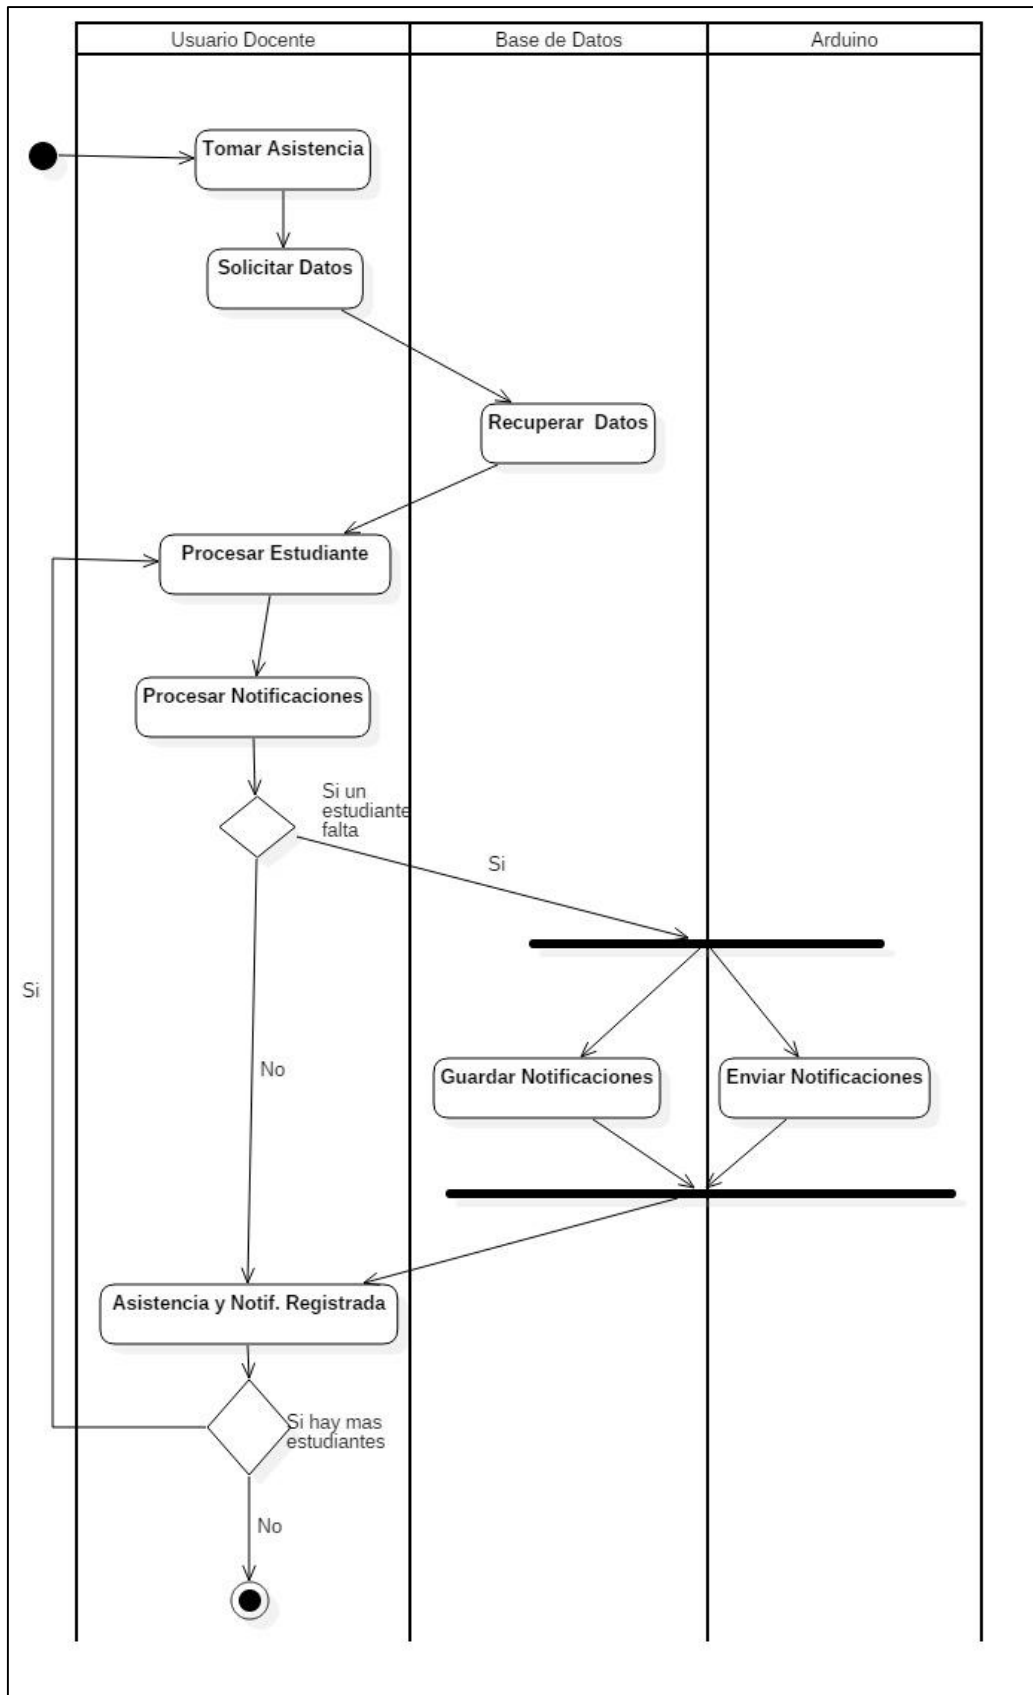 Usuario Docente
Base de Datos
Arduino
Tomar Asistencia
Solicitar Datos
Recuperar  Datos
Procesar Estudiante
Procesar Notificaciones
Si un
estudiante
falta
Si
Si
No
Guardar Notificaciones
Enviar Notificaciones
Asistencia y Notif. Registrada
Si hay mas
estudiantes
No